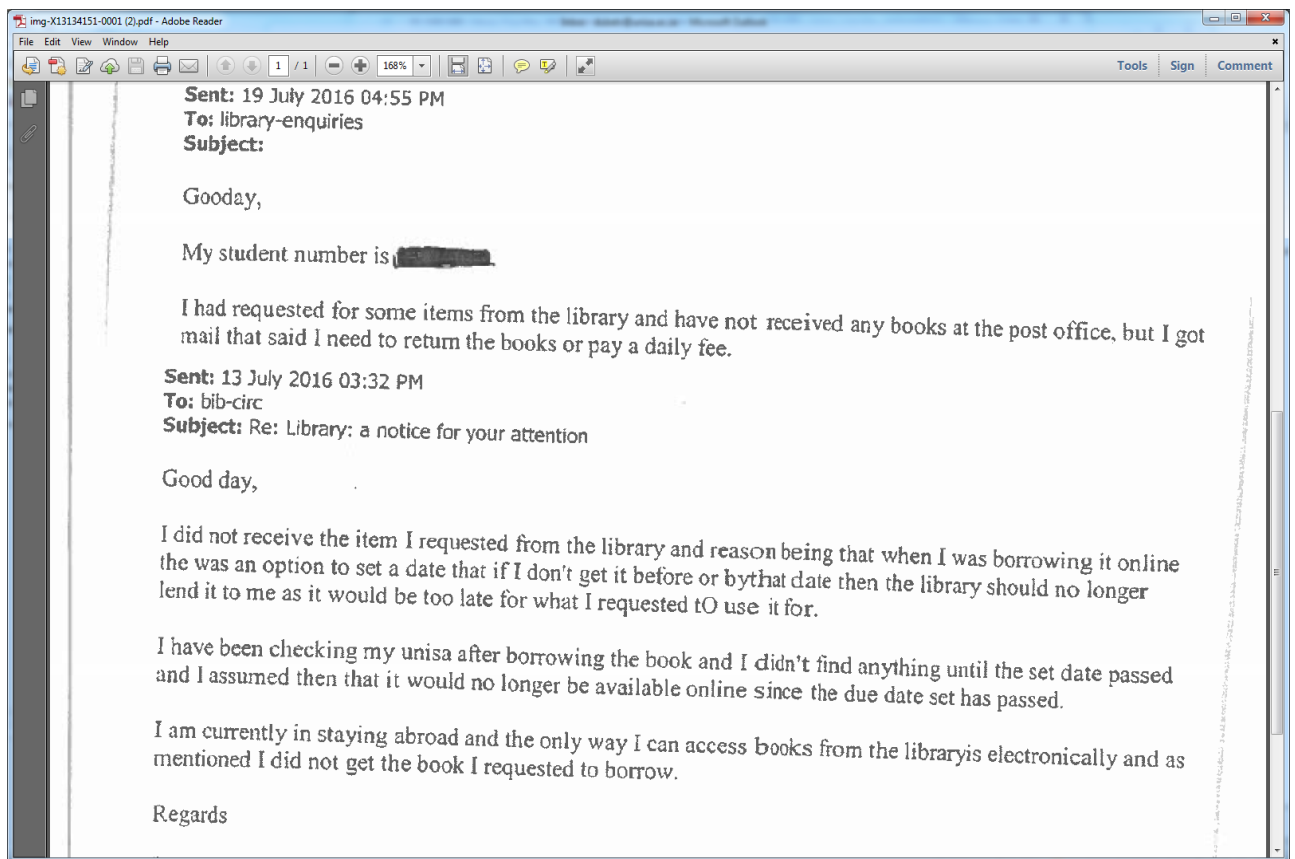 img-X13134151-0001 (2).pdf - Adobe Reader
File Edit View Window Help
1 / 1 168% Tools Sign Comment
Sent: 19 July 2016 04:55 PM
To: library-enquiries
Subject:
Gooday,
My student number is
I had requested for some items from the library and have not received any books at the post office, but I got
mail that said I need to return the books or pay a daily fee.
Sent: 13 July 2016 03:32 PM
To: bib-circ
Subject: Re: Library: a notice for your attention
Good day,
I did not receive the item I requested from the library and reason being that when I was borrowing it online
the was an option to set a date that if I don't get it before or bythat date then the library should no longer
lend it to me as it would be too late for what I requested tO use it for.
I have been checking my unisa after borrowing the book and I didn't find anything until the set date passed
and I assumed then that it would no longer be available online since the due date set has passed.
I am currently in staying abroad and the only way I can access books from the libraryis electronically and as
mentioned I did not get the book I requested to borrow.
Regards